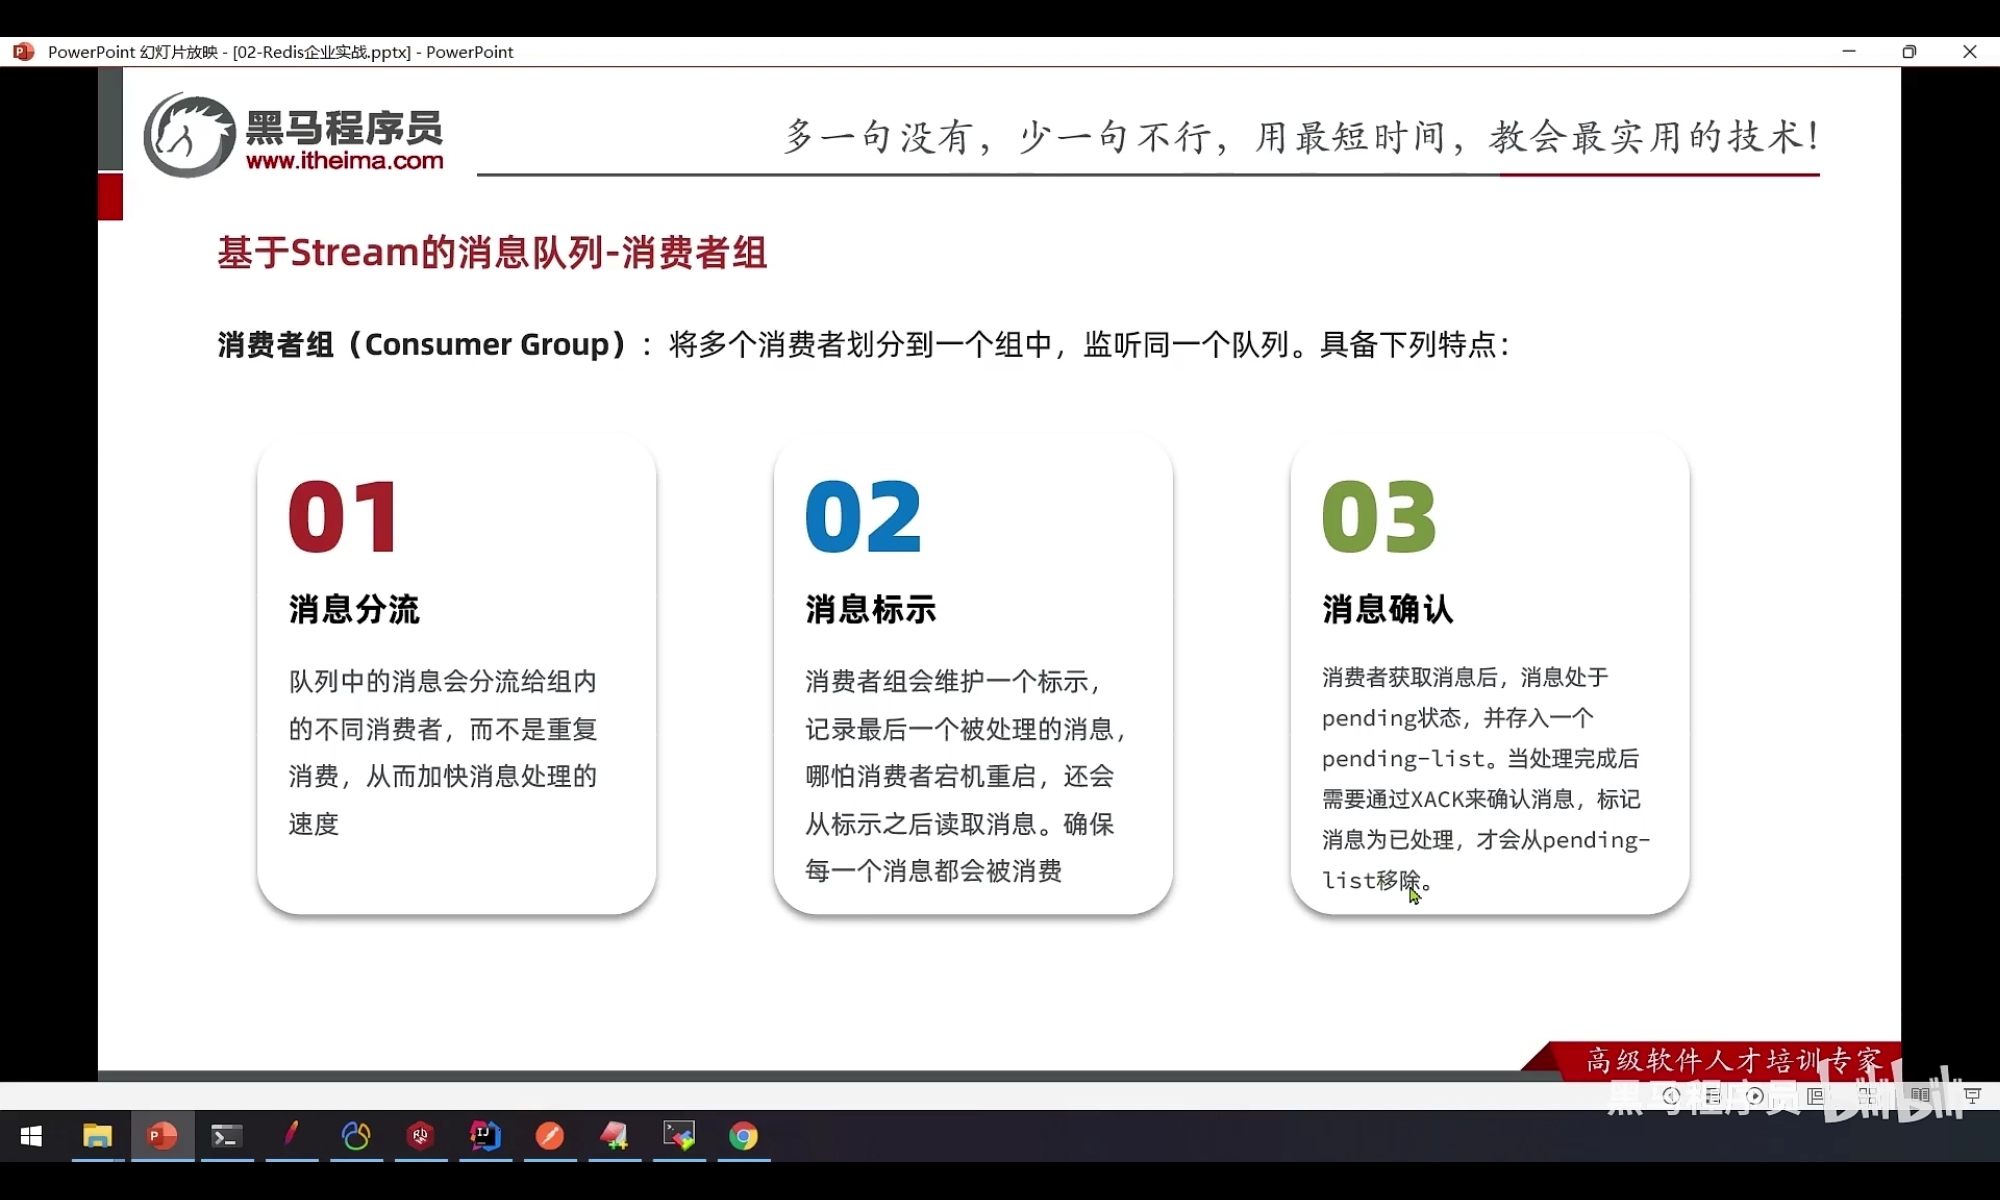 PowerPoint 幻灯片放映 - [02-Redis企业实战.pptx] - PowerPoint
黑马程序员
www.itheima.com
多一句没有，少一句不行，用最短时间，教会最实用的技术！
基于Stream的消息队列-消费者组
消费者组（Consumer Group）：将多个消费者划分到一个组中，监听同一个队列。具备下列特点：
01
消息分流
队列中的消息会分流给组内
的不同消费者，而不是重复
消费，从而加快消息处理的
速度
02
消息标示
消费者组会维护一个标示，
记录最后一个被处理的消息，
哪怕消费者宕机重启，还会
从标示之后读取消息。确保
每一个消息都会被消费
03
消息确认
消费者获取消息后，消息处于
pending状态，并存入一个
pending-list。当处理完成后
需要通过XACK来确认消息，标记
消息为已处理，才会从pending-
list移除。
高级软件人才培训专家
黑马程序员 bilibili